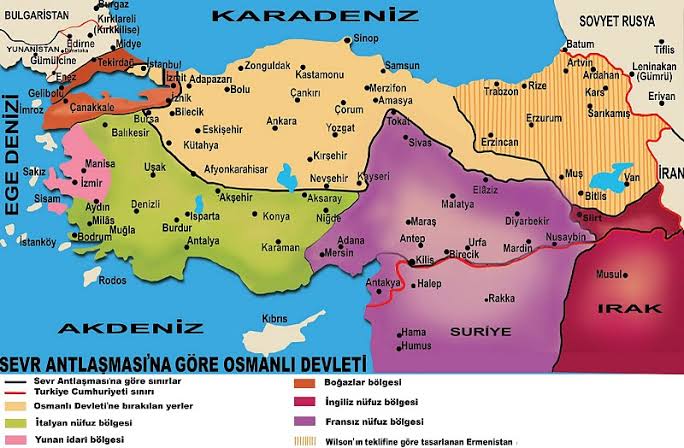 BULGARİSTAN
Burgaz
KARADENİZ
SOVYET RUSYA
Kırklareli
(Kırkkilise)
YUNANİSTAN
Edirne
Dimetoka
Midye
Gümülcine
Tekirdağ
İstanbul
Sinop
Batum
Tiflis
Enez
Gelibolu
İmroz
Çanakkale
İzmit
Adapazarı
İznik
Bilecik
Bursa
Zonguldak
Bolu
Kastamonu
Çankırı
Samsun
Merzifon
Amasya
Çorum
Trabzon
Rize
Artvin
Ardahan
Kars
Sarıkamış
Leninakan
(Gümrü)
Erivan
EGE DENİZİ
Balıkesir
Eskişehir
Kütahya
Ankara
Yozgat
Kırşehir
Tokat
Sivas
Erzincan
Erzurum
İRAN
Sakız
Manisa
İzmir
Sisam
Uşak
Afyonkarahisar
Nevşehir
Kayseri
Muş
Bitlis
Van
Aydın
Denizli
Milâs
Muğla
Bodrum
Isparta
Burdur
Antalya
Akşehir
Konya
Aksaray
Niğde
Karaman
Elâziz
Malatya
Maraş
Diyarbekir
Siirt
İstanköy
Rodos
Adana
Mersin
Antep
Kilis
Urfa
Birecik
Mardin
Nusaybin
Antakya
Halep
Rakka
Musul
IRAK
Kıbrıs
AKDENİZ
SURİYE
Hama
Humus
SEVR ANTLAŞMASI'NA GÖRE OSMANLI DEVLETİ
Sevr Antlaşması'na göre sınırlar
Turkiye Cumhuriyeti sınırı
Osmanlı Devleti'ne bırakılan yerler
İtalyan nüfuz bölgesi
Yunan idari bölgesi
Boğazlar bölgesi
İngiliz nüfuz bölgesi
Fransız nüfuz bölgesi
Wilson'ın teklifine göre tasarlanan Ermenistan